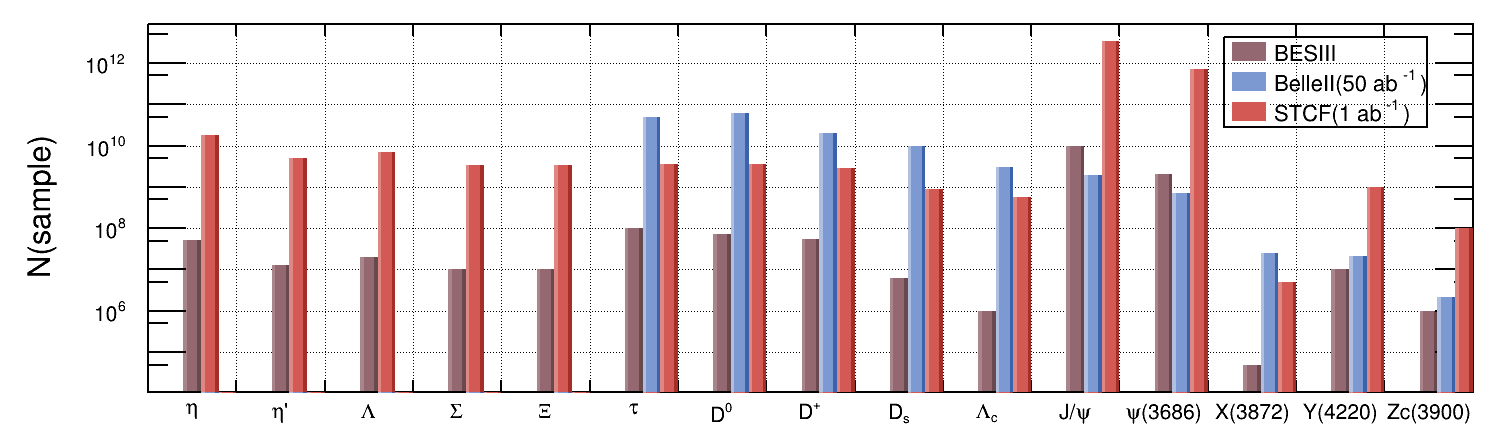 N(sample)
10¹²
10¹⁰
10⁸
10⁶
BESIII
BelleII(50 ab⁻¹)
STCF(1 ab⁻¹)
η η' Λ Σ Ξ τ D⁰ D⁺ Dₛ Λc J/ψ ψ(3686) X(3872) Y(4220) Zc(3900)